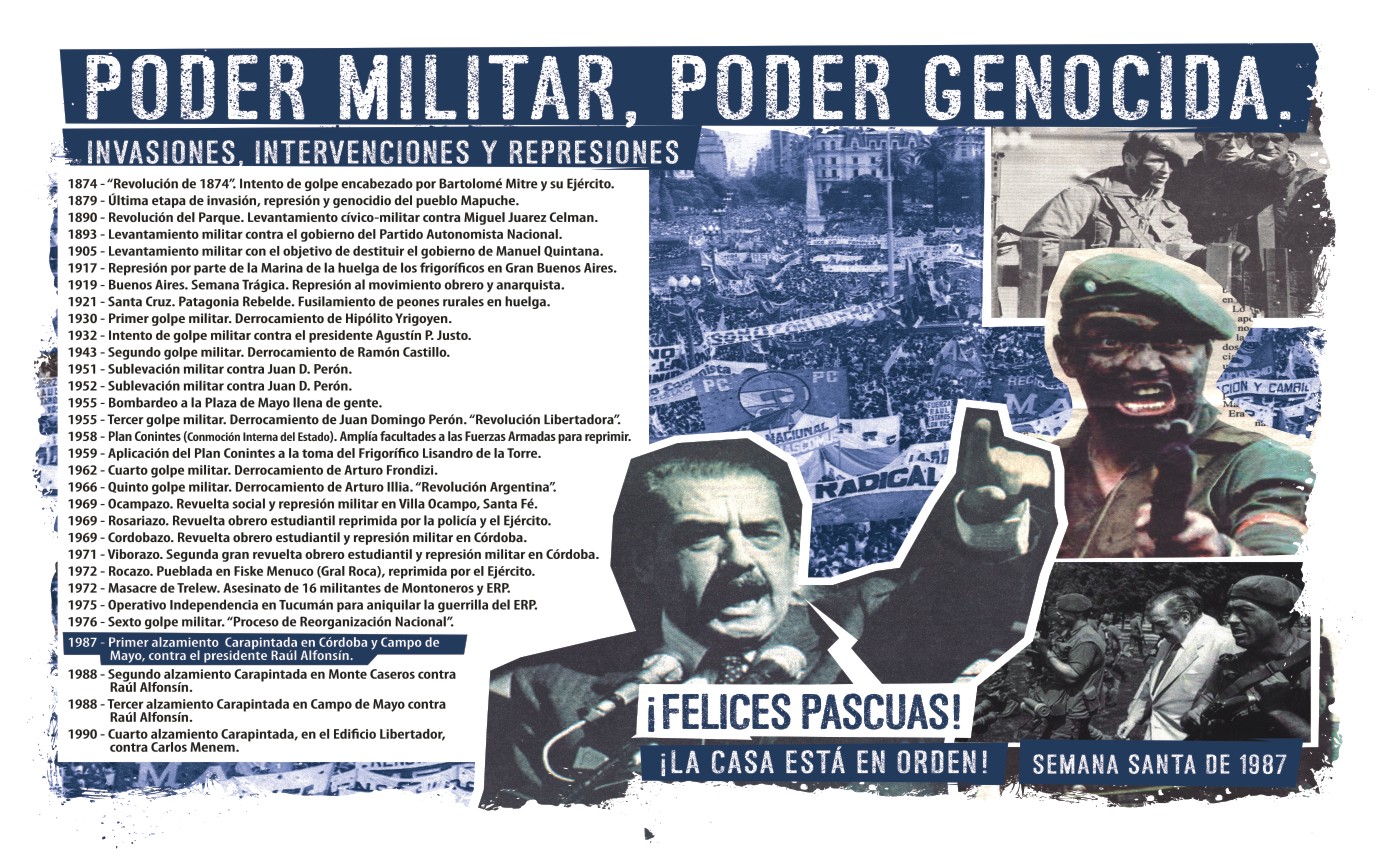 PODER MILITAR, PODER GENOCIDA.
INVASIONES, INTERVENCIONES Y REPRESIONES
1874 - “Revolución de 1874”. Intento de golpe encabezado por Bartolomé Mitre y su Ejército.
1879 - Última etapa de invasión, represión y genocidio del pueblo Mapuche.
1890 - Revolución del Parque. Levantamiento cívico-militar contra Miguel Juarez Celman.
1893 - Levantamiento militar contra el gobierno del Partido Autonomista Nacional.
1905 - Levantamiento militar con el objetivo de destituir el gobierno de Manuel Quintana.
1917 - Represión por parte de la Marina de la huelga de los frigoríficos en Gran Buenos Aires.
1919 - Buenos Aires. Semana Trágica. Represión al movimiento obrero y anarquista.
1921 - Santa Cruz. Patagonia Rebelde. Fusilamiento de peones rurales en huelga.
1930 - Primer golpe militar. Derrocamiento de Hipólito Yrigoyen.
1932 - Intento de golpe militar contra el presidente Agustín P. Justo.
1943 - Segundo golpe militar. Derrocamiento de Ramón Castillo.
1951 - Sublevación militar contra Juan D. Perón.
1952 - Sublevación militar contra Juan D. Perón.
1955 - Bombardeo a la Plaza de Mayo llena de gente.
1955 - Tercer golpe militar. Derrocamiento de Juan Domingo Perón. “Revolución Libertadora”.
1958 - Plan Conintes (Conmoción Interna del Estado). Amplía facultades a las Fuerzas Armadas para reprimir.
1959 - Aplicación del Plan Conintes a la toma del Frigorífico Lisandro de la Torre.
1962 - Cuarto golpe militar. Derrocamiento de Arturo Frondizi.
1966 - Quinto golpe militar. Derrocamiento de Arturo Illia. “Revolución Argentina”.
1969 - Ocampazo. Revuelta social y represión militar en Villa Ocampo, Santa Fé.
1969 - Rosariazo. Revuelta obrero estudiantil reprimida por la policía y el Ejército.
1969 - Cordobazo. Revuelta obrero estudiantil y represión militar en Córdoba.
1971 - Viborazo. Segunda gran revuelta obrero estudiantil y represión militar en Córdoba.
1972 - Rocazo. Pueblada en Fiske Menuco (Gral Roca), reprimida por el Ejército.
1972 - Masacre de Trelew. Asesinato de 16 militantes de Montoneros y ERP.
1975 - Operativo Independencia en Tucumán para aniquilar la guerrilla del ERP.
1976 - Sexto golpe militar. “Proceso de Reorganización Nacional”.
1987 - Primer alzamiento Carapintada en Córdoba y Campo de
Mayo, contra el presidente Raúl Alfonsín.
1988 - Segundo alzamiento Carapintada en Monte Caseros contra
Raúl Alfonsín.
1988 - Tercer alzamiento Carapintada en Campo de Mayo contra
Raúl Alfonsín.
1990 - Cuarto alzamiento Carapintada, en el Edificio Libertador,
contra Carlos Menem.
PC PC
NACIONAL
RADICAL
MA
CION Y CAMBI
¡FELICES PASCUAS!
¡LA CASA ESTÁ EN ORDEN!
SEMANA SANTA DE 1987